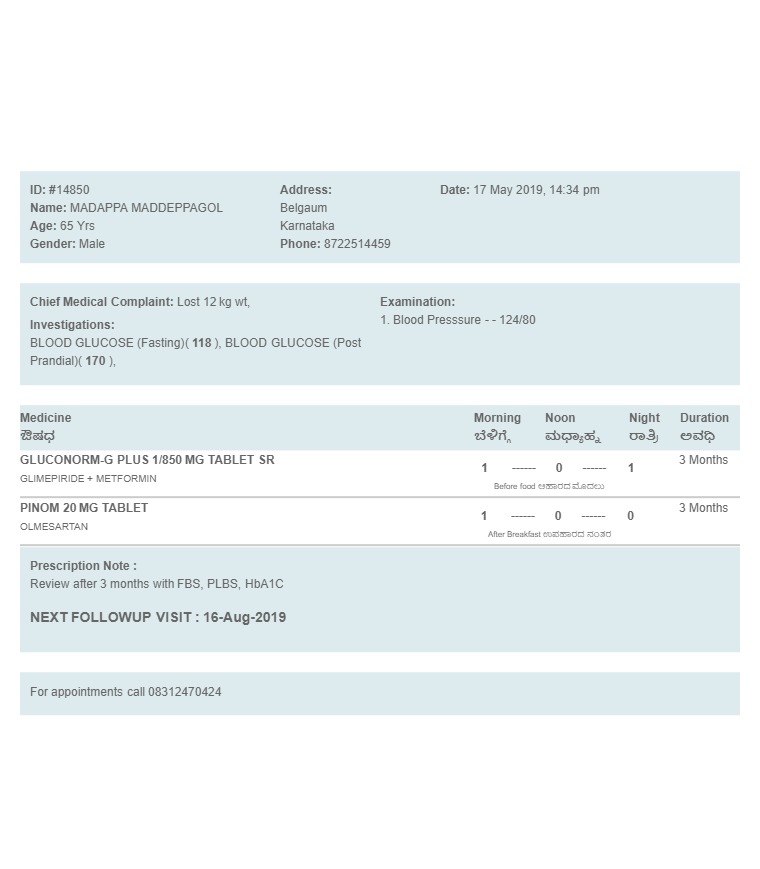 ID: #14850
Name: MADAPPA MADDEPPAGOL
Age: 65 Yrs
Gender: Male
Address:
Belgaum
Karnataka
Phone: 8722514459
Date: 17 May 2019, 14:34 pm
Chief Medical Complaint: Lost 12 kg wt,
Investigations:
BLOOD GLUCOSE (Fasting)( 118 ), BLOOD GLUCOSE (Post
Prandial)( 170 ),
Examination:
1. Blood Presssure - - 124/80
Medicine Morning Noon Night Duration
ಔಷಧ ಬೆಳಿಗ್ಗೆ ಮಧ್ಯಾಹ್ನ ರಾತ್ರಿ ಅವಧಿ
GLUCONORM-G PLUS 1/850 MG TABLET SR 1 ------ 0 ------ 1 3 Months
GLIMEPIRIDE + METFORMIN Before food ಆಹಾರದ ಮೊದಲು
PINOM 20 MG TABLET 1 ------ 0 ------ 0 3 Months
OLMESARTAN After Breakfast ಉಪಹಾರದ ನಂತರ
Prescription Note :
Review after 3 months with FBS, PLBS, HbA1C
NEXT FOLLOWUP VISIT : 16-Aug-2019
For appointments call 08312470424